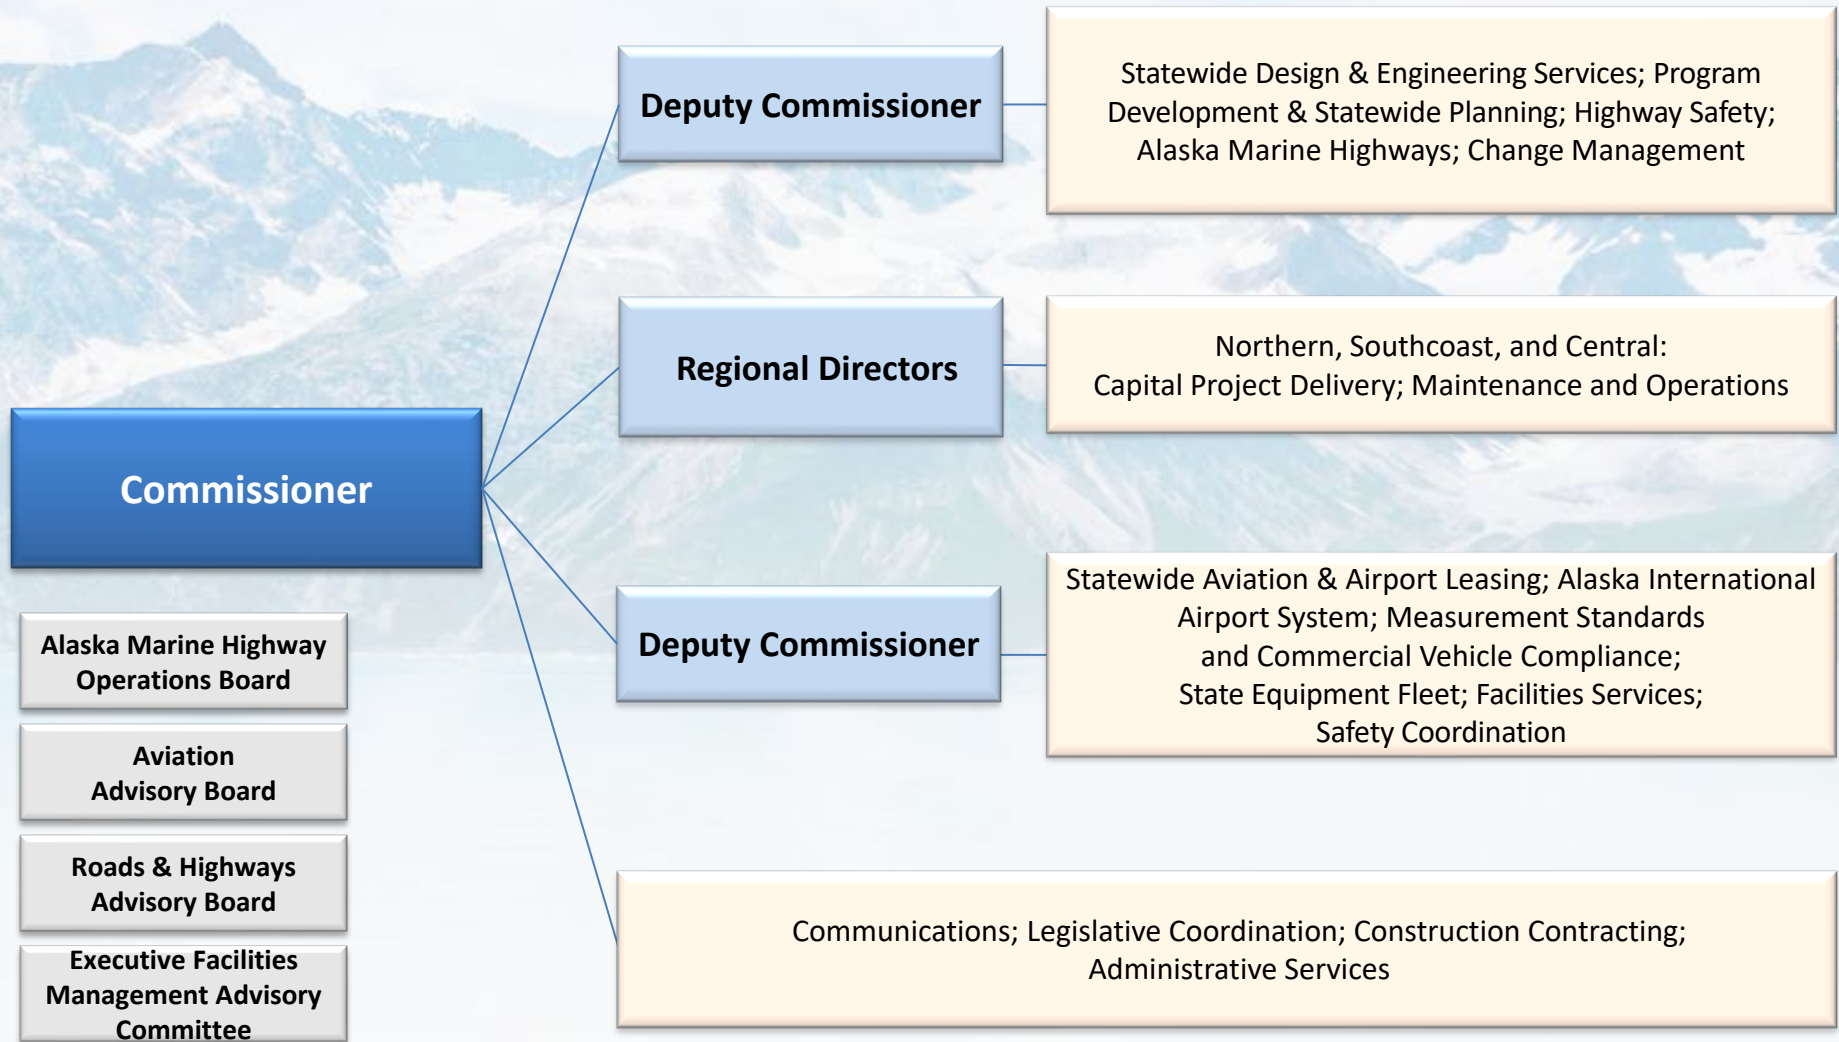 Deputy Commissioner
Statewide Design & Engineering Services; Program
Development & Statewide Planning; Highway Safety;
Alaska Marine Highways; Change Management
Regional Directors
Northern, Southcoast, and Central:
Capital Project Delivery; Maintenance and Operations
Commissioner
Deputy Commissioner
Statewide Aviation & Airport Leasing; Alaska International
Airport System; Measurement Standards
and Commercial Vehicle Compliance;
State Equipment Fleet; Facilities Services;
Safety Coordination
Alaska Marine Highway
Operations Board
Aviation
Advisory Board
Roads & Highways
Advisory Board
Executive Facilities
Management Advisory
Committee
Communications; Legislative Coordination; Construction Contracting;
Administrative Services